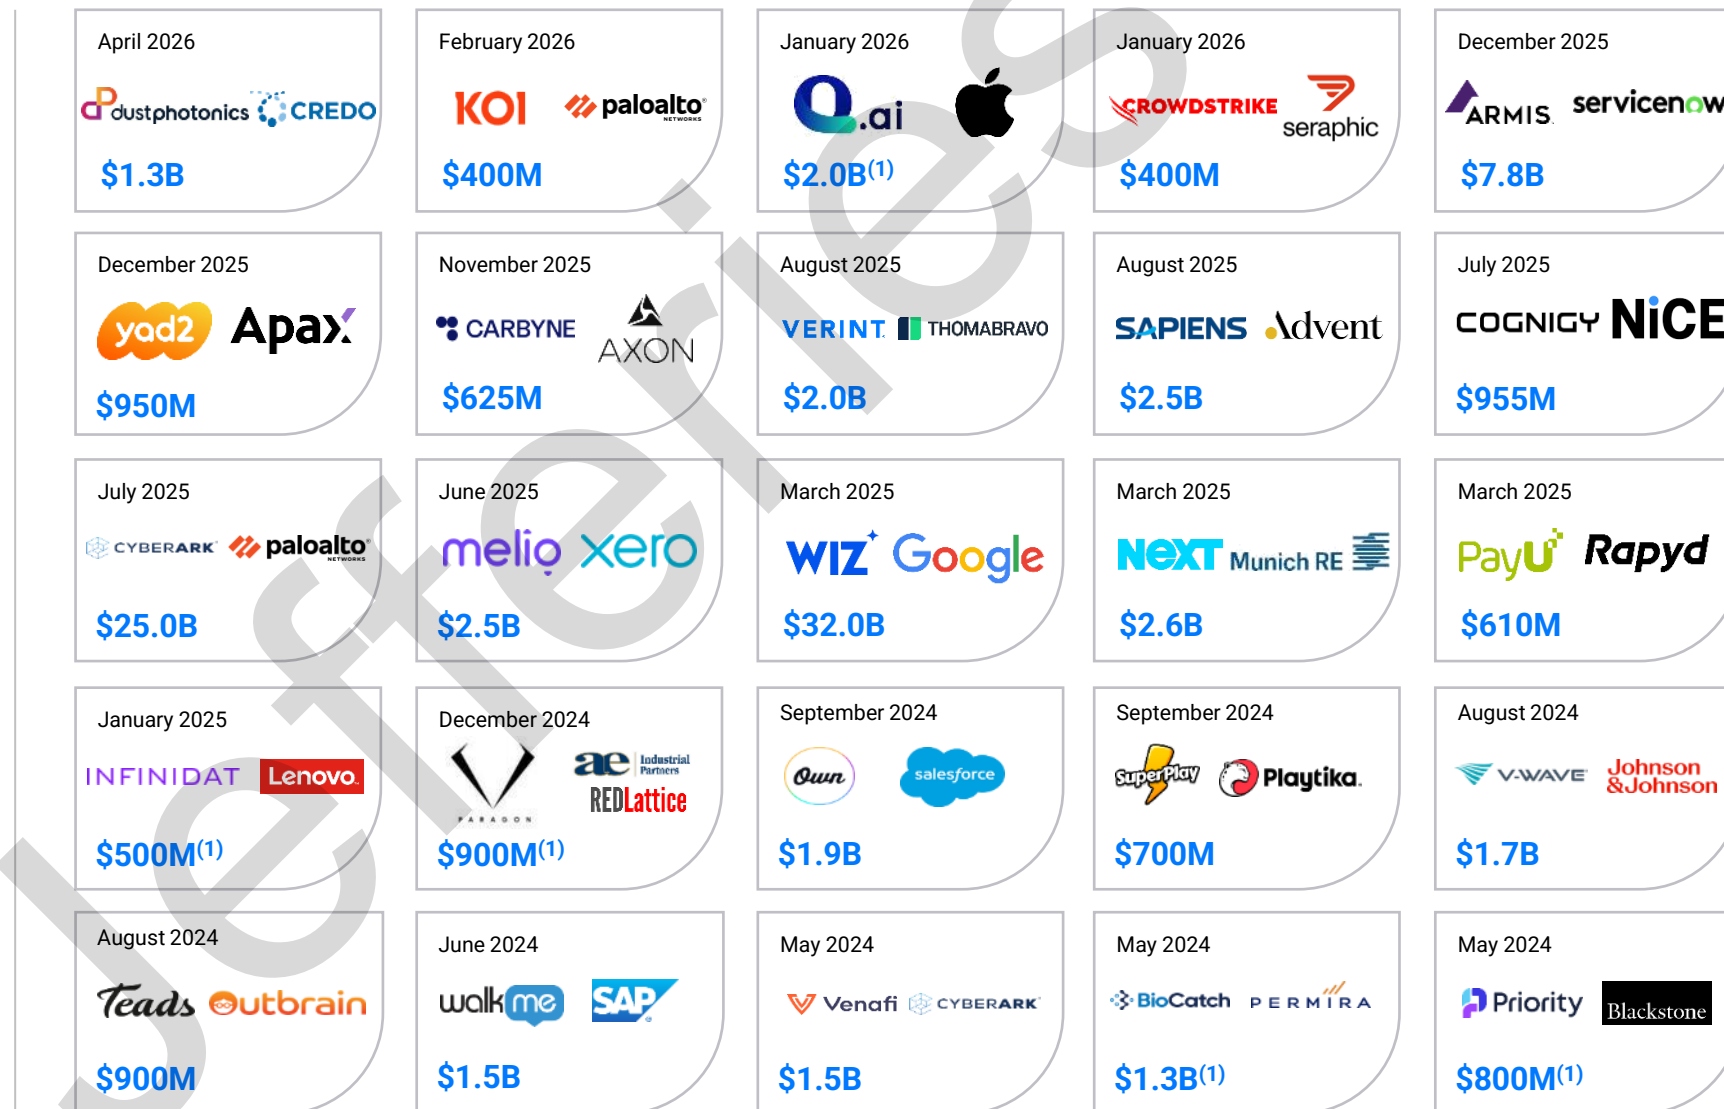 April 2026
dustphotonics CREDO
$1.3B
February 2026
KOI paloalto NETWORKS
$400M
January 2026
Q.ai
$2.0B(1)
January 2026
CROWDSTRIKE seraphic
$400M
December 2025
ARMIS servicenow
$7.8B
December 2025
yad2 Apax
$950M
November 2025
CARBYNE AXON
$625M
August 2025
VERINT THOMABRAVO
$2.0B
August 2025
SAPIENS Advent
$2.5B
July 2025
COGNIGY NiCE
$955M
July 2025
CYBERARK paloalto NETWORKS
$25.0B
June 2025
melio xero
$2.5B
March 2025
WIZ Google
$32.0B
March 2025
NEXT Munich RE
$2.6B
March 2025
PayU Rapyd
$610M
January 2025
INFINIDAT Lenovo
$500M(1)
December 2024
PARAGON
ae Industrial Partners
REDLattice
$900M(1)
September 2024
Own salesforce
$1.9B
September 2024
SuperPlay Playtika
$700M
August 2024
V-WAVE Johnson &Johnson
$1.7B
August 2024
Teads Outbrain
$900M
June 2024
walkme SAP
$1.5B
May 2024
Venafi CYBERARK
$1.5B
May 2024
BioCatch PERMIRA
$1.3B(1)
May 2024
Priority Blackstone
$800M(1)
Jefferies